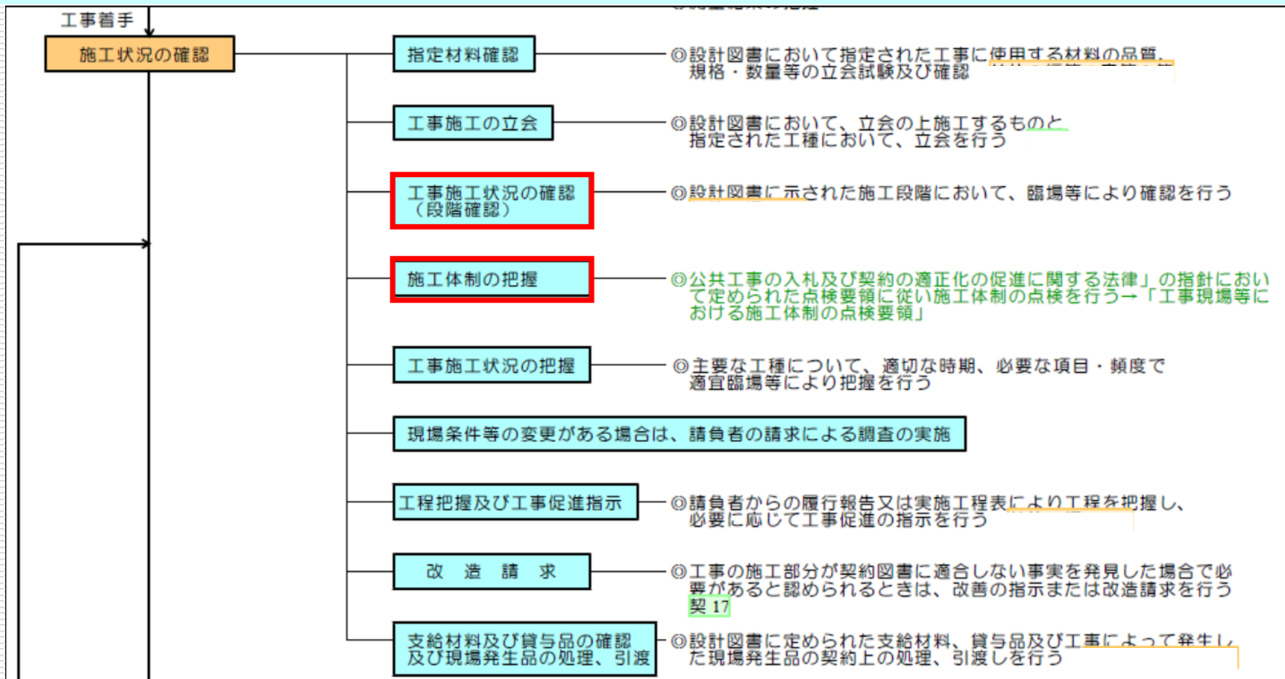 工事着手
施工状況の確認
指定材料確認
◎設計図書において指定された工事に使用する材料の品質、
規格・数量等の立会試験及び確認
工事施工の立会
◎設計図書において、立会の上施工するものと
指定された工種において、立会を行う
工事施工状況の確認
（段階確認）
◎設計図書に示された施工段階において、臨場等により確認を行う
施工体制の把握
◎公共工事の入札及び契約の適正化の促進に関する法律」の指針におい
て定められた点検要領に従い施工体制の点検を行う→「工事現場等に
おける施工体制の点検要領」
工事施工状況の把握
◎主要な工種について、適切な時期、必要な項目・頻度で
適宜臨場等により把握を行う
現場条件等の変更がある場合は、請負者の請求による調査の実施
工程把握及び工事促進指示
◎請負者からの履行報告又は実施工程表により工程を把握し、
必要に応じて工事促進の指示を行う
改 造 請 求
◎工事の施工部分が契約図書に適合しない事実を発見した場合で必
要があると認められるときは、改善の指示または改造請求を行う
契 17
支給材料及び貸与品の確認
及び現場発生品の処理、引渡
◎設計図書に定められた支給材料、貸与品及び工事によって発生し
た現場発生品の契約上の処理、引渡しを行う